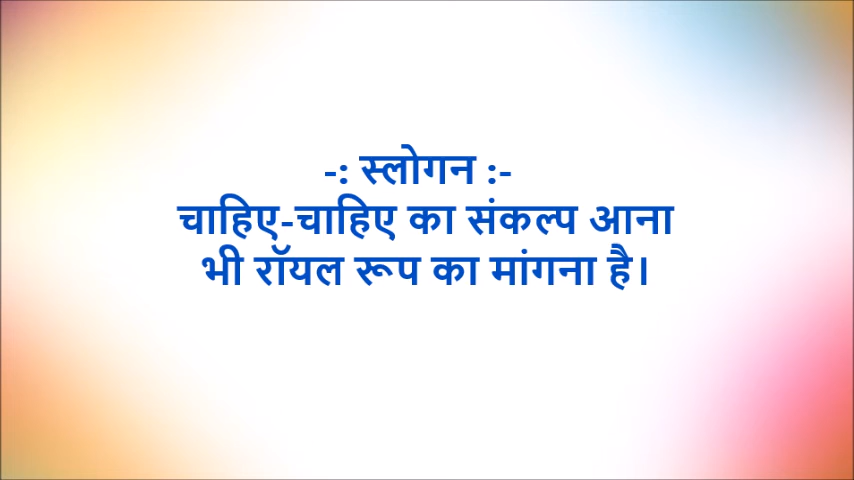 -: स्लोगन :-
चाहिए-चाहिए का संकल्प आना
भी रॉयल रूप का मांगना है।